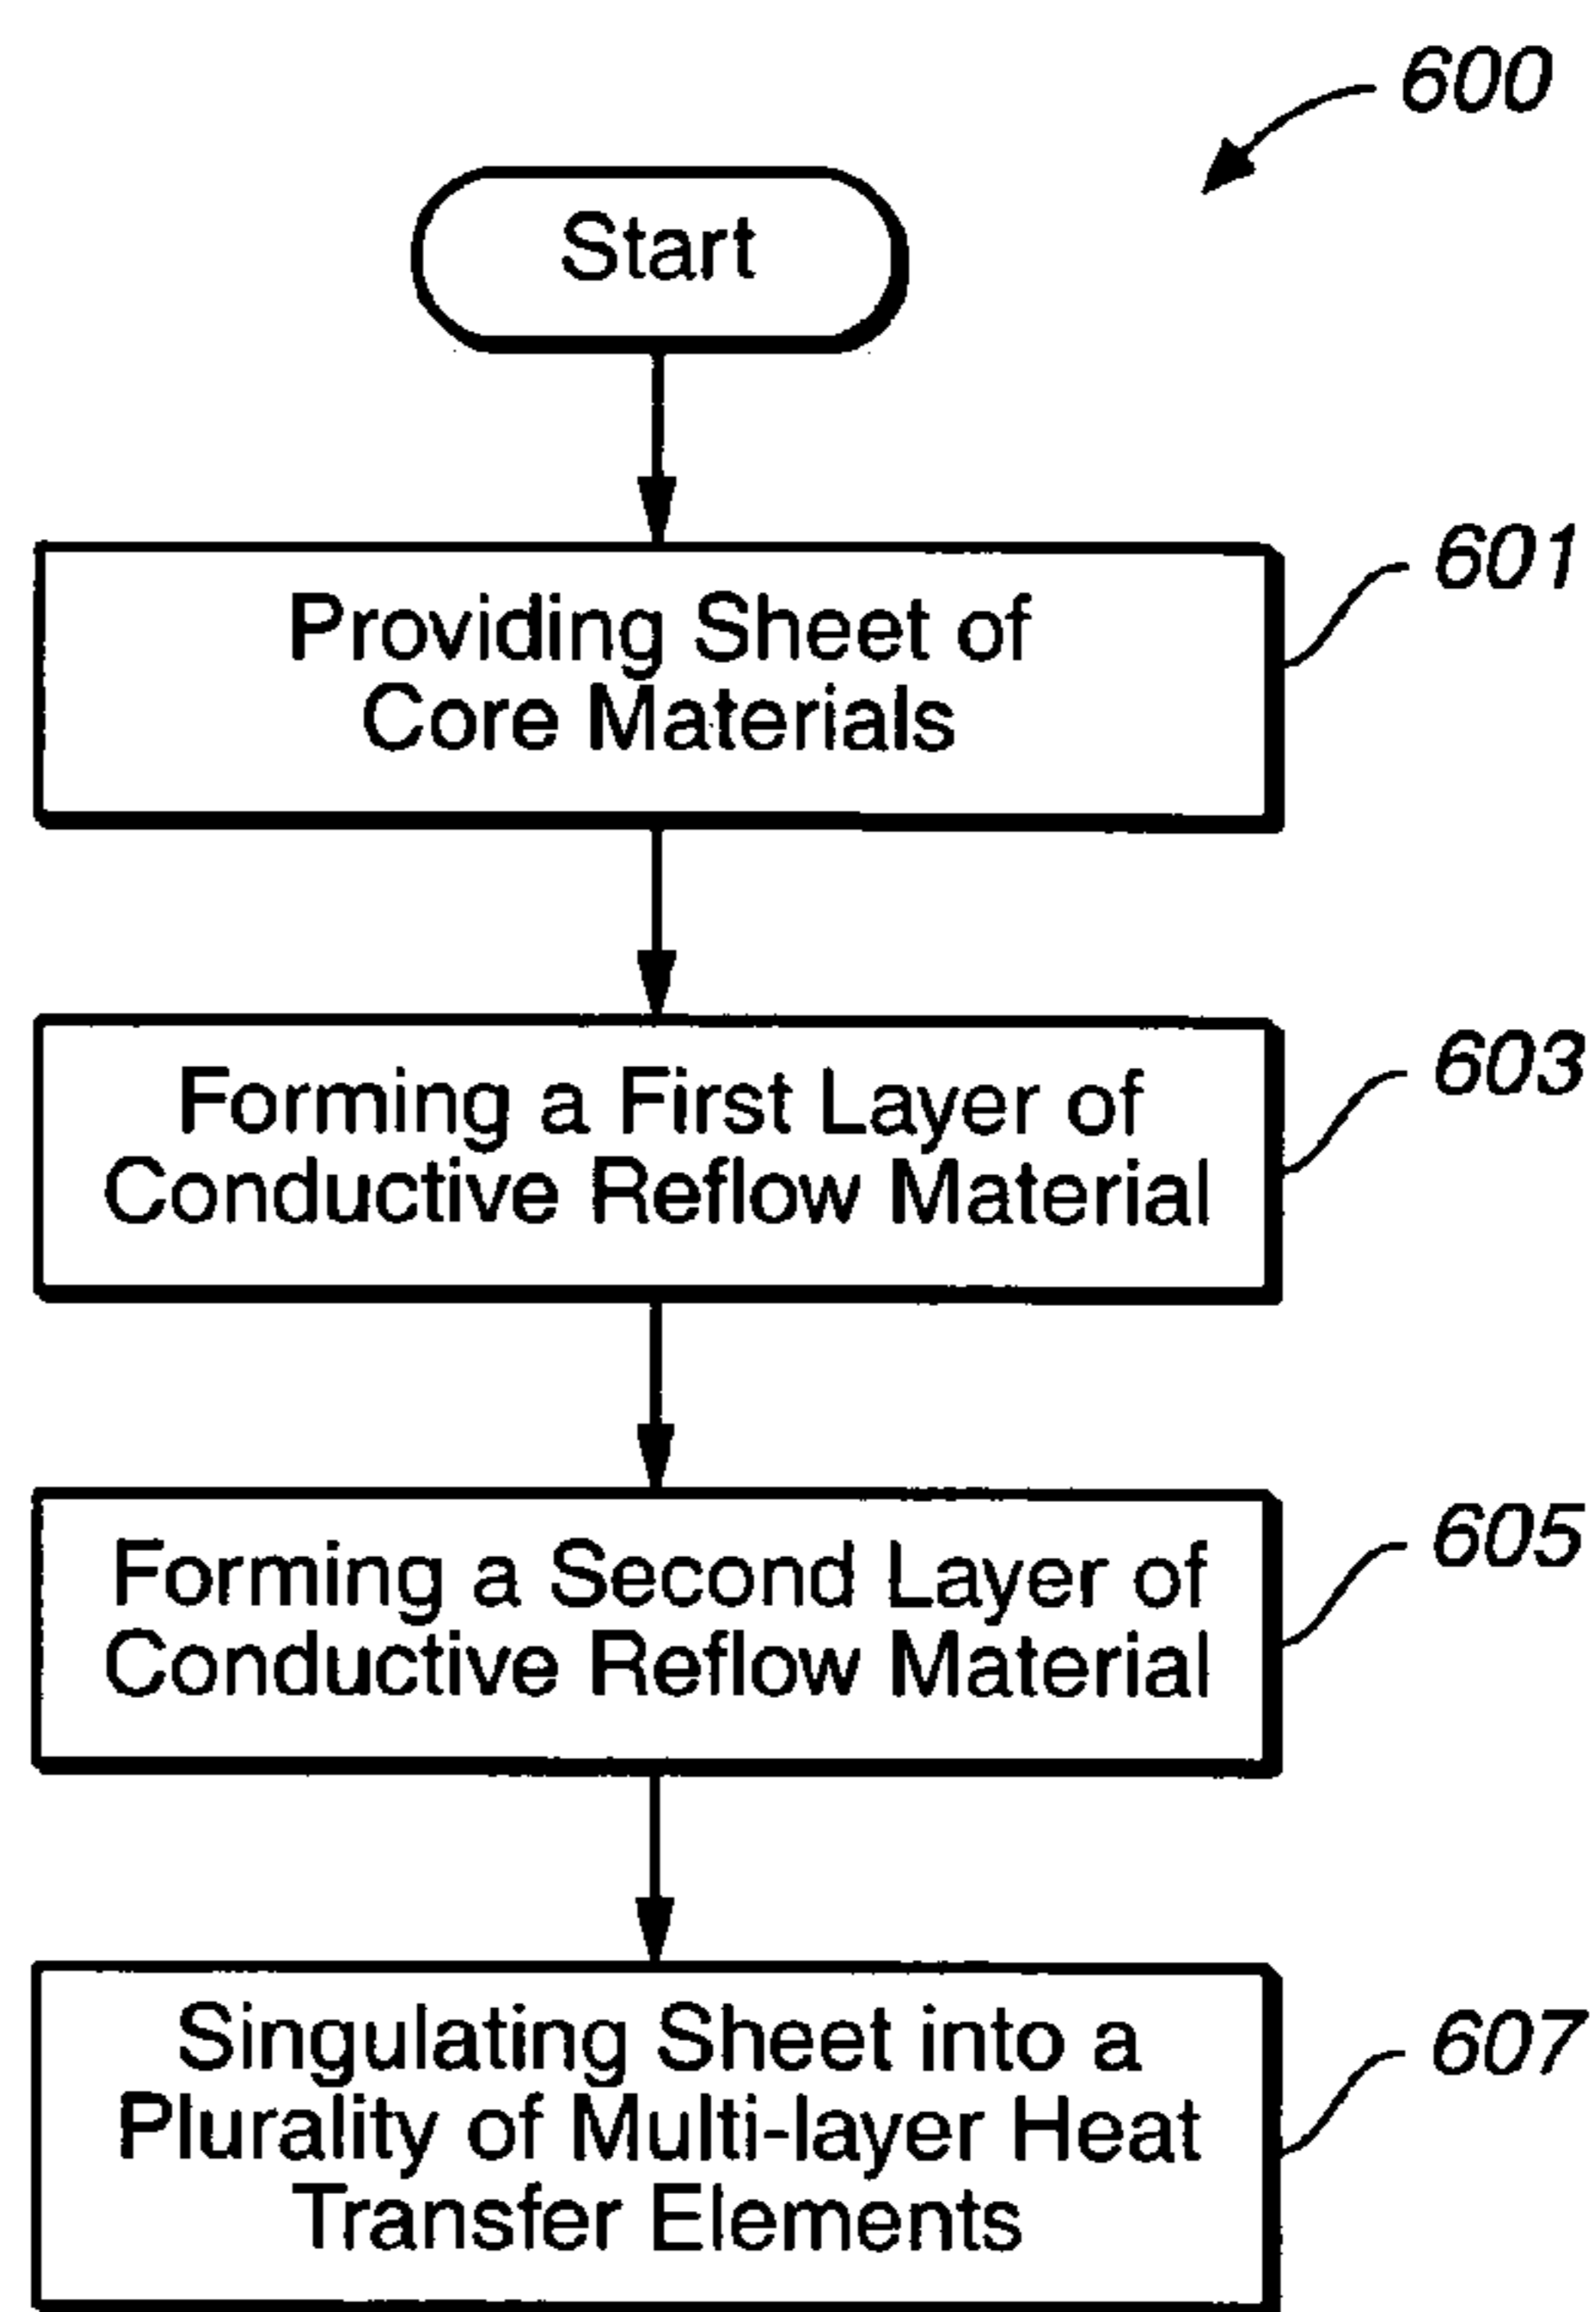 600
Start
601
Providing Sheet of
Core Materials
603
Forming a First Layer of
Conductive Reflow Material
605
Forming a Second Layer of
Conductive Reflow Material
607
Singulating Sheet into a
Plurality of Multi-layer Heat
Transfer Elements